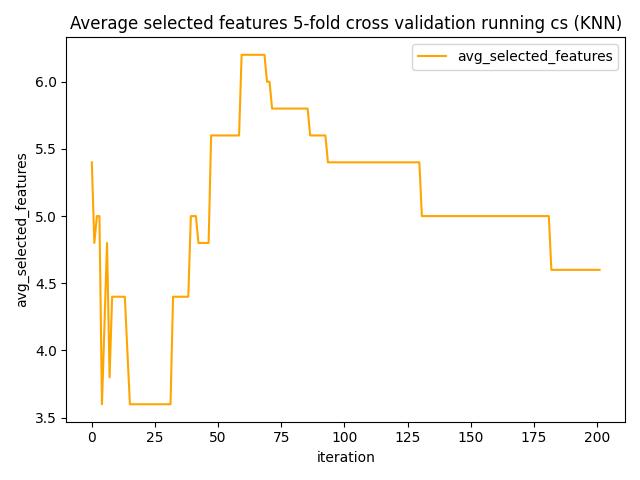 Average selected features 5-fold cross validation running cs (KNN)
avg_selected_features
avg_selected_features
6.0
5.5
5.0
4.5
4.0
3.5
0 25 50 75 100 125 150 175 200
iteration